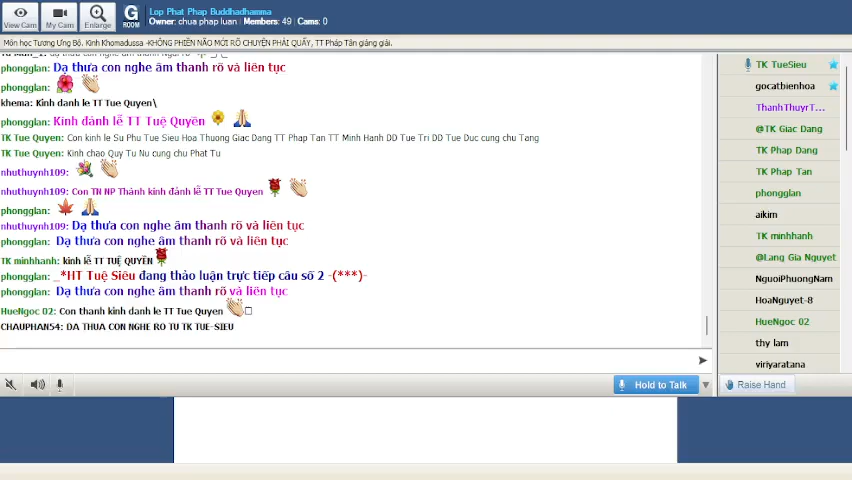 View Cam
My Cam
Enlarge
G
ROOM
Lop Phat Phap Buddhadhamma
Owner: chua phap luan | Members: 49 | Cams: 0
Môn học Tương Ưng Bộ. Kinh Khomadussa -KHÔNG PHIỀN NÃO MỚI RÕ CHUYỆN PHẢI QUẤY, TT Pháp Tân giảng giải.
phongglan: Dạ thưa con nghe âm thanh rõ và liên tục
phongglan:
khema: Kinh danh le TT Tue Quyen\
phongglan: Kính đảnh lễ TT Tuệ Quyền
TK Tue Quyen: Con kinh le Su Phu Tue Sieu Hoa Thuong Giac Dang TT Phap Tan TT Minh Hanh DD Tue Tri DD Tue Duc cung chu Tang
TK Tue Quyen: Kinh chao Quy Tu Nu cung chu Phat Tu
nhuthuynh109:
nhuthuynh109: Con TN NP Thánh kính đảnh lễ TT Tue Quyen
phongglan:
nhuthuynh109: Dạ thưa con nghe âm thanh rõ và liên tục
phongglan: Dạ thưa con nghe âm thanh rõ và liên tục
TK minhhanh: kinh lễ TT TUỆ QUYỀN
phongglan: _*HT Tuệ Siêu đang thảo luận trực tiếp câu số 2 -(***)-
phongglan: Dạ thưa con nghe âm thanh rõ và liên tục
HueNgoc 02: Con thanh kinh danh le TT Tue Quyen
CHAUPHAN54: DA THUA CON NGHE RO TU TK TUE-SIEU
TK TueSieu
gocatbienhoa
ThanhThuyrT...
@TK Giac Dang
TK Phap Dang
TK Phap Tan
phongglan
aikim
TK minhhanh
@Lang Gia Nguyet
NguoiPhuongNam
HoaNguyet-8
HueNgoc 02
thy lam
viriyaratana
Hold to Talk
Raise Hand